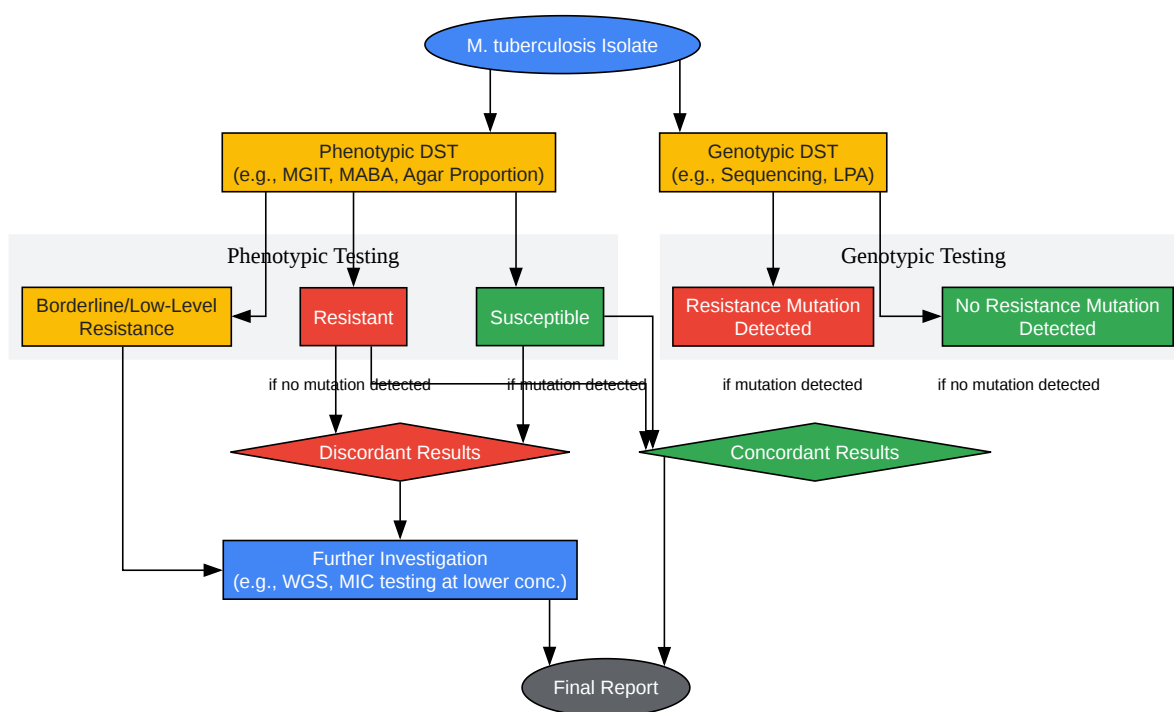 M. tuberculosis Isolate
Phenotypic DST
(e.g., MGIT, MABA, Agar Proportion)
Genotypic DST
(e.g., Sequencing, LPA)
Phenotypic Testing
Genotypic Testing
Borderline/Low-Level
Resistance
Resistant
Susceptible
Resistance Mutation
Detected
No Resistance Mutation
Detected
if no mutation detected
if mutation detected
if mutation detected
if no mutation detected
Discordant Results
Concordant Results
Further Investigation
(e.g., WGS, MIC testing at lower conc.)
Final Report